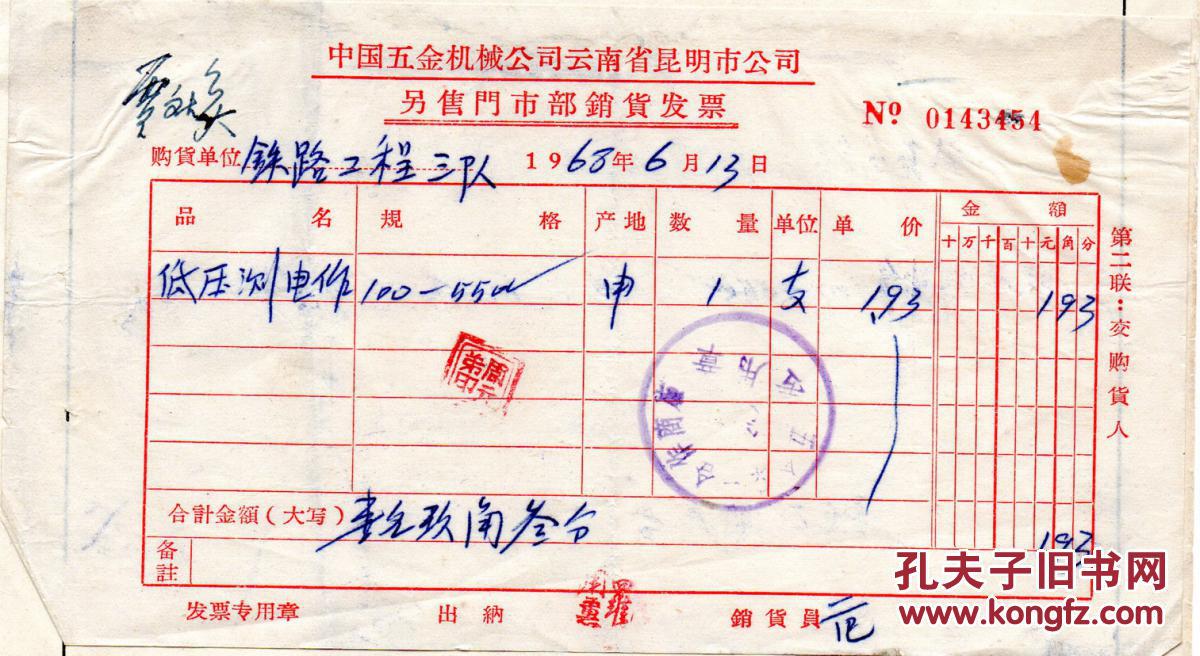 中国五金机械公司云南省昆明市公司
另售門市部銷貨发票
Nº 0143454
购貨单位 鉄路工程三队 1968年6月13日
品名 規格 产地 数量 单位 单价 金額
十 万 千 百 十 元 角 分
低压测电 100-550 申 1 支 1.93 193
合計金額（大写） 壹元玖角叁分 193
备註
发票专用章 出納 銷貨員
第二联：交购貨人
孔夫子旧书网
www.kongfz.com